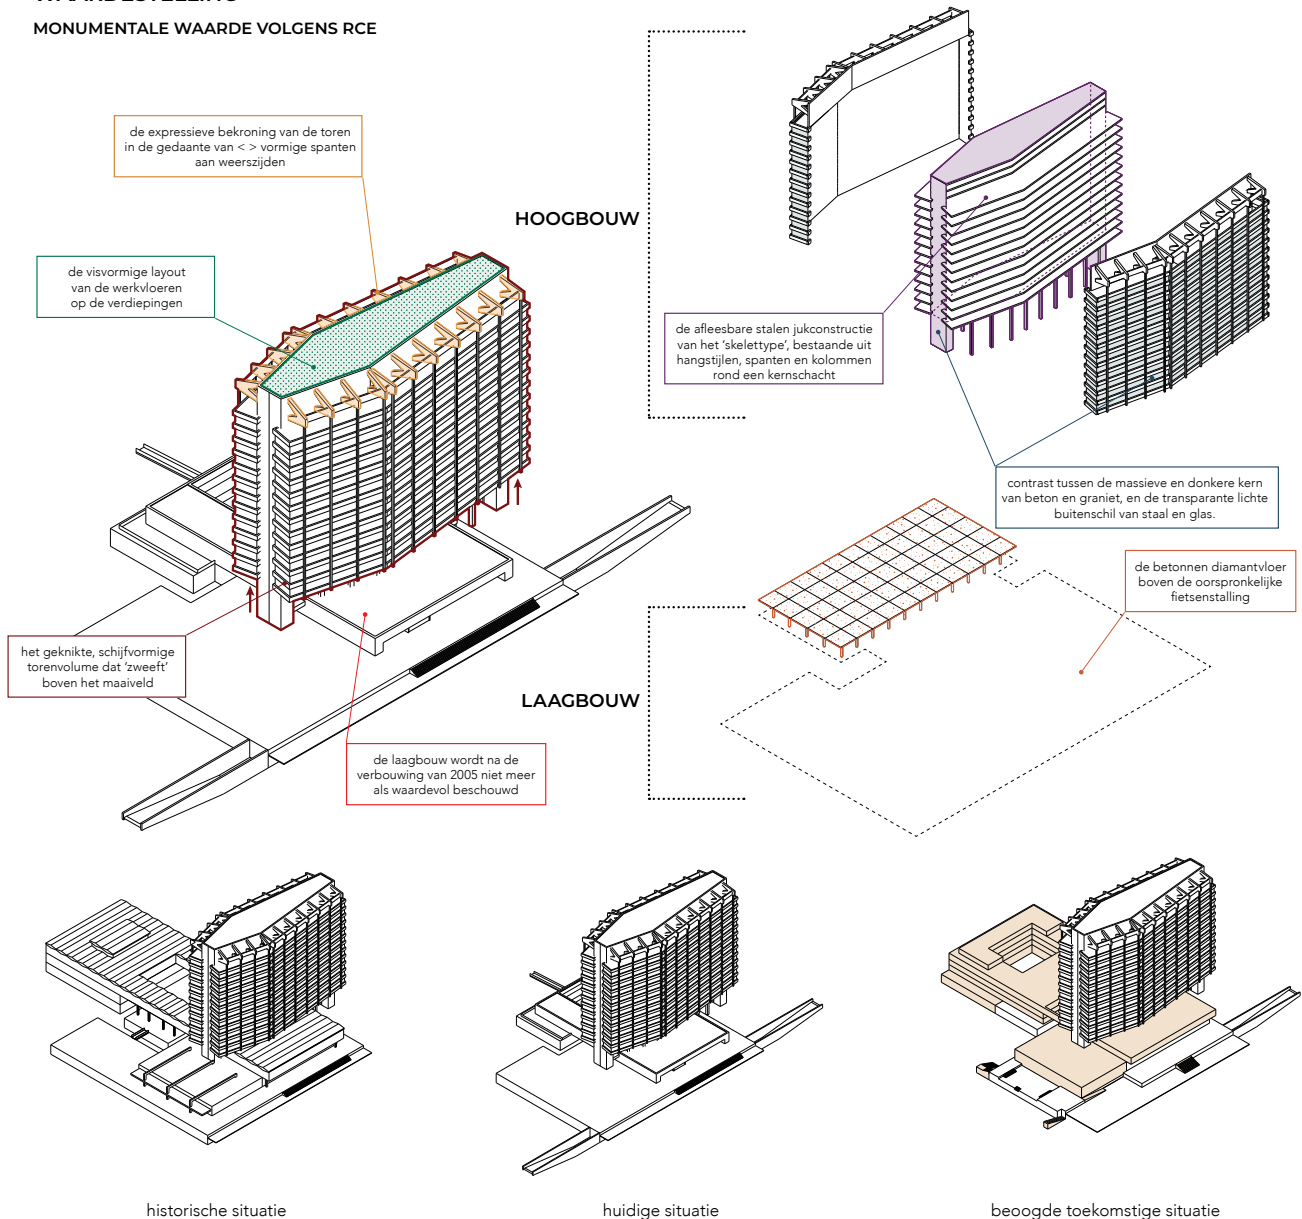 WAARDESTELLING
MONUMENTALE WAARDE VOLGENS RCE
de expressieve bekroning van de toren
in de gedaante van < > vormige spanten
aan weerszijden
de visvormige layout
van de werkvloeren
op de verdiepingen
HOOGBOUW
de afleesbare stalen jukconstructie
van het ‘skelettype’, bestaande uit
hangstijlen, spanten en kolommen
rond een kernschacht
contrast tussen de massieve en donkere kern
van beton en graniet, en de transparante lichte
buitenschil van staal en glas.
de betonnen diamantvloer
boven de oorspronkelijke
fietsenstalling
het geknikte, schijfvormige
torenvolume dat ‘zweeft’
boven het maaiveld
LAAGBOUW
de laagbouw wordt na de
verbouwing van 2005 niet meer
als waardevol beschouwd
historische situatie
huidige situatie
beoogde toekomstige situatie